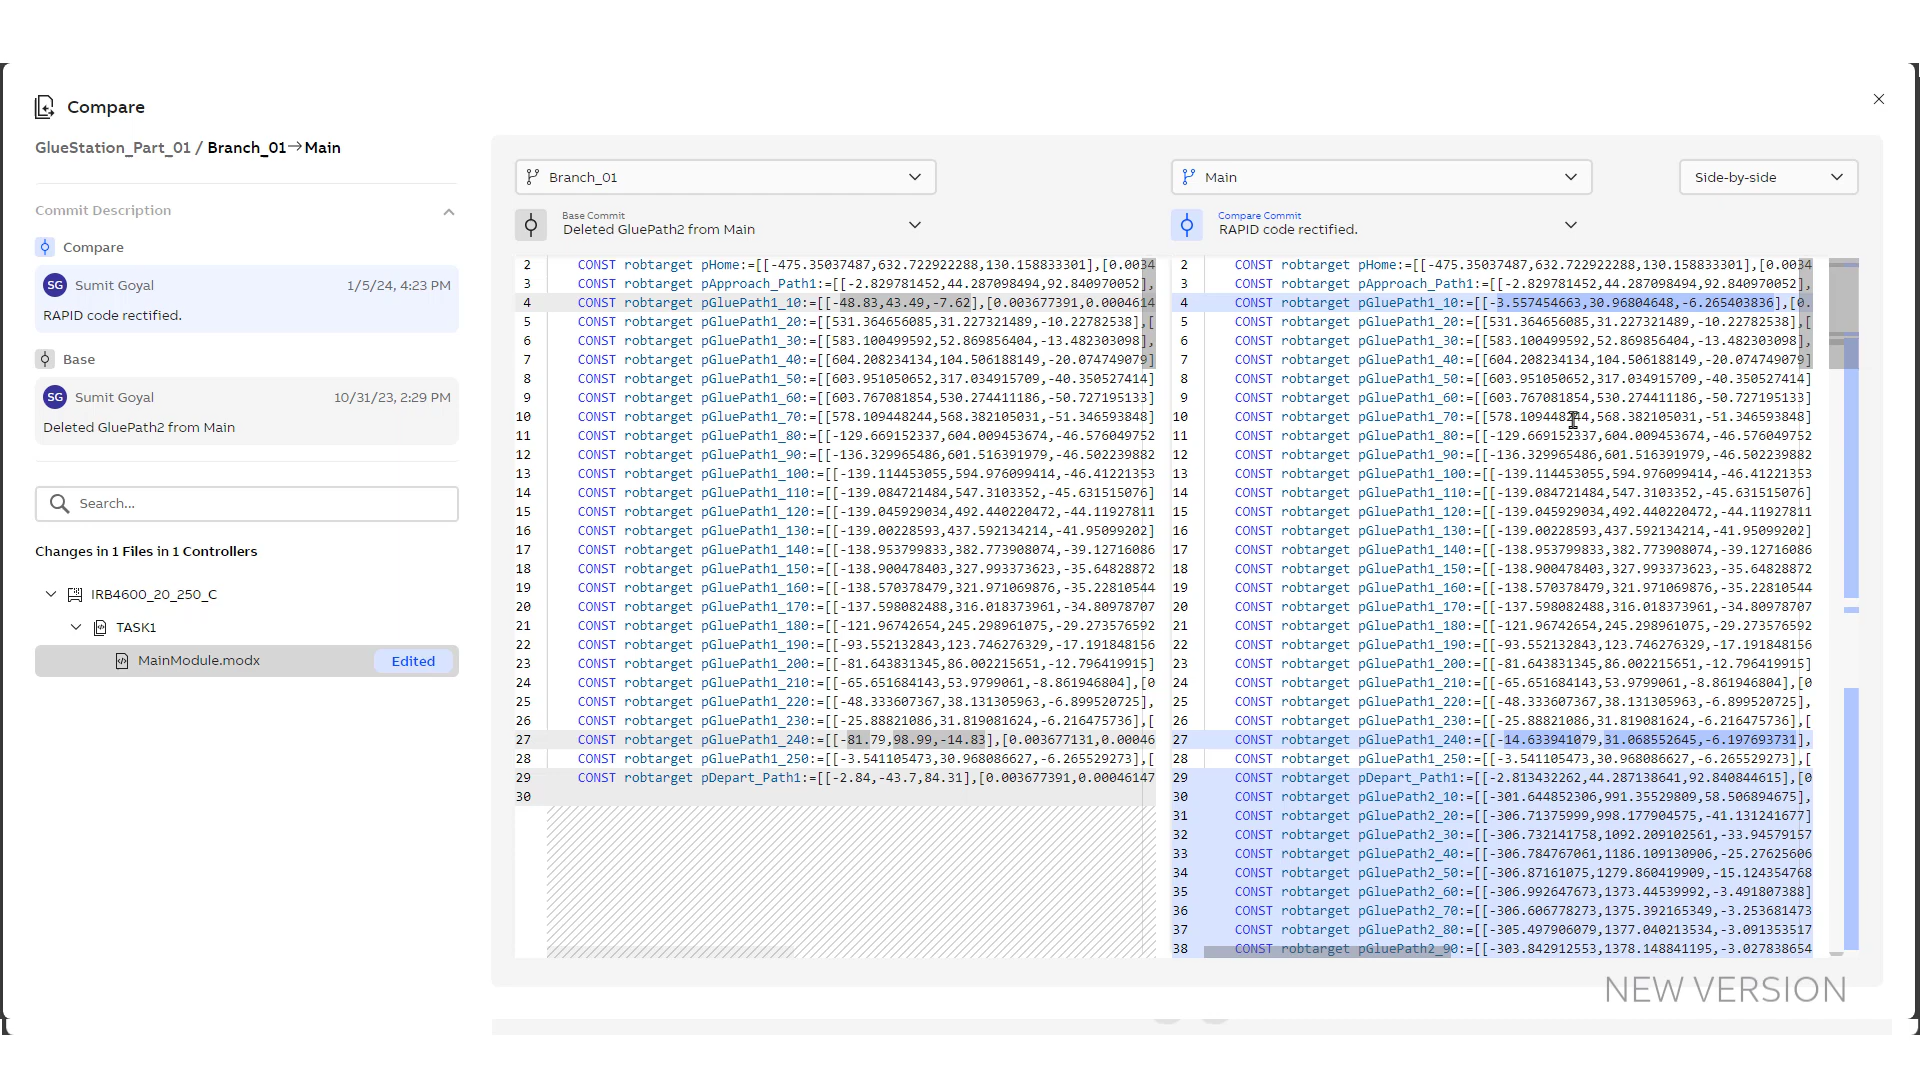 Compare
GlueStation_Part_01 / Branch_01→Main
Commit Description
Compare
SG Sumit Goyal 1/5/24, 4:23 PM
RAPID code rectified.
Base
SG Sumit Goyal 10/31/23, 2:29 PM
Deleted GluePath2 from Main
Search...
Changes in 1 Files in 1 Controllers
IRB4600_20_250_C
TASK1
MainModule.modx Edited
Branch_01
Base Commit
Deleted GluePath2 from Main
2 CONST robtarget pHome:=[[-475.35037487,632.722922288,130.158833301],[0.0034
3 CONST robtarget pApproach_Path1:=[[-2.829781452,44.287098494,92.840970052],
4 CONST robtarget pGluePath1_10:=[[-48.83,43.49,-7.62],[0.003677391,0.0004614
5 CONST robtarget pGluePath1_20:=[[531.364656085,31.227321489,-10.22782538],[
6 CONST robtarget pGluePath1_30:=[[583.100499592,52.869856404,-13.482303098],
7 CONST robtarget pGluePath1_40:=[[604.208234134,104.506188149,-20.074749079]
8 CONST robtarget pGluePath1_50:=[[603.951050652,317.034915709,-40.350527414]
9 CONST robtarget pGluePath1_60:=[[603.767081854,530.274411186,-50.727195133]
10 CONST robtarget pGluePath1_70:=[[578.109448244,568.382105031,-51.346593848]
11 CONST robtarget pGluePath1_80:=[[-129.669152337,604.009453674,-46.576049752
12 CONST robtarget pGluePath1_90:=[[-136.329965486,601.516391979,-46.502239882
13 CONST robtarget pGluePath1_100:=[[-139.114453055,594.976099414,-46.41221353
14 CONST robtarget pGluePath1_110:=[[-139.084721484,547.3103352,-45.631515076]
15 CONST robtarget pGluePath1_120:=[[-139.045929034,492.440220472,-44.11927811
16 CONST robtarget pGluePath1_130:=[[-139.00228593,437.592134214,-41.95099202]
17 CONST robtarget pGluePath1_140:=[[-138.953799833,382.773908074,-39.12716086
18 CONST robtarget pGluePath1_150:=[[-138.900478403,327.993373623,-35.64828872
19 CONST robtarget pGluePath1_160:=[[-138.570378479,321.971069876,-35.22810544
20 CONST robtarget pGluePath1_170:=[[-137.598082488,316.018373961,-34.80978707
21 CONST robtarget pGluePath1_180:=[[-121.96742654,245.298961075,-29.273576592
22 CONST robtarget pGluePath1_190:=[[-93.552132843,123.746276329,-17.191848156
23 CONST robtarget pGluePath1_200:=[[-81.643831345,86.002215651,-12.796419915]
24 CONST robtarget pGluePath1_210:=[[-65.651684143,53.9799061,-8.861946804],[0
25 CONST robtarget pGluePath1_220:=[[-48.333607367,38.131305963,-6.899520725],
26 CONST robtarget pGluePath1_230:=[[-25.88821086,31.819081624,-6.216475736],[
27 CONST robtarget pGluePath1_240:=[[-81.79,98.99,-14.83],[0.003677131,0.00046
28 CONST robtarget pGluePath1_250:=[[-3.541105473,30.968086627,-6.265529273],[
29 CONST robtarget pDepart_Path1:=[[-2.84,-43.7,84.31],[0.003677391,0.00046147
30
Main
Side-by-side
Compare Commit
RAPID code rectified.
2 CONST robtarget pHome:=[[-475.35037487,632.722922288,130.158833301],[0.0034
3 CONST robtarget pApproach_Path1:=[[-2.829781452,44.287098494,92.840970052],
4 CONST robtarget pGluePath1_10:=[[-3.557454663,30.96804648,-6.265403836],[0.
5 CONST robtarget pGluePath1_20:=[[531.364656085,31.227321489,-10.22782538],[
6 CONST robtarget pGluePath1_30:=[[583.100499592,52.869856404,-13.482303098],
7 CONST robtarget pGluePath1_40:=[[604.208234134,104.506188149,-20.074749079]
8 CONST robtarget pGluePath1_50:=[[603.951050652,317.034915709,-40.350527414]
9 CONST robtarget pGluePath1_60:=[[603.767081854,530.274411186,-50.727195133]
10 CONST robtarget pGluePath1_70:=[[578.109448244,568.382105031,-51.346593848]
11 CONST robtarget pGluePath1_80:=[[-129.669152337,604.009453674,-46.576049752
12 CONST robtarget pGluePath1_90:=[[-136.329965486,601.516391979,-46.502239882
13 CONST robtarget pGluePath1_100:=[[-139.114453055,594.976099414,-46.41221353
14 CONST robtarget pGluePath1_110:=[[-139.084721484,547.3103352,-45.631515076]
15 CONST robtarget pGluePath1_120:=[[-139.045929034,492.440220472,-44.11927811
16 CONST robtarget pGluePath1_130:=[[-139.00228593,437.592134214,-41.95099202]
17 CONST robtarget pGluePath1_140:=[[-138.953799833,382.773908074,-39.12716086
18 CONST robtarget pGluePath1_150:=[[-138.900478403,327.993373623,-35.64828872
19 CONST robtarget pGluePath1_160:=[[-138.570378479,321.971069876,-35.22810544
20 CONST robtarget pGluePath1_170:=[[-137.598082488,316.018373961,-34.80978707
21 CONST robtarget pGluePath1_180:=[[-121.96742654,245.298961075,-29.273576592
22 CONST robtarget pGluePath1_190:=[[-93.552132843,123.746276329,-17.191848156
23 CONST robtarget pGluePath1_200:=[[-81.643831345,86.002215651,-12.796419915]
24 CONST robtarget pGluePath1_210:=[[-65.651684143,53.9799061,-8.861946804],[0
25 CONST robtarget pGluePath1_220:=[[-48.333607367,38.131305963,-6.899520725],
26 CONST robtarget pGluePath1_230:=[[-25.88821086,31.819081624,-6.216475736],[
27 CONST robtarget pGluePath1_240:=[[-14.633941079,31.068552645,-6.197693731],
28 CONST robtarget pGluePath1_250:=[[-3.541105473,30.968086627,-6.265529273],[
29 CONST robtarget pDepart_Path1:=[[-2.813432262,44.287138641,92.840844615],[0
30 CONST robtarget pGluePath2_10:=[[-301.644852306,991.35529809,58.506894675],
31 CONST robtarget pGluePath2_20:=[[-306.71375999,998.177904575,-41.131241677]
32 CONST robtarget pGluePath2_30:=[[-306.732141758,1092.209102561,-33.94579157
33 CONST robtarget pGluePath2_40:=[[-306.784767061,1186.109130906,-25.27625606
34 CONST robtarget pGluePath2_50:=[[-306.87161075,1279.860419909,-15.124354768
35 CONST robtarget pGluePath2_60:=[[-306.992647673,1373.44539992,-3.491807388]
36 CONST robtarget pGluePath2_70:=[[-306.606778273,1375.392165349,-3.253681473
37 CONST robtarget pGluePath2_80:=[[-305.497906079,1377.040213534,-3.091353517
38 CONST robtarget pGluePath2_90:=[[-303.842912553,1378.148841195,-3.027838654
NEW VERSION